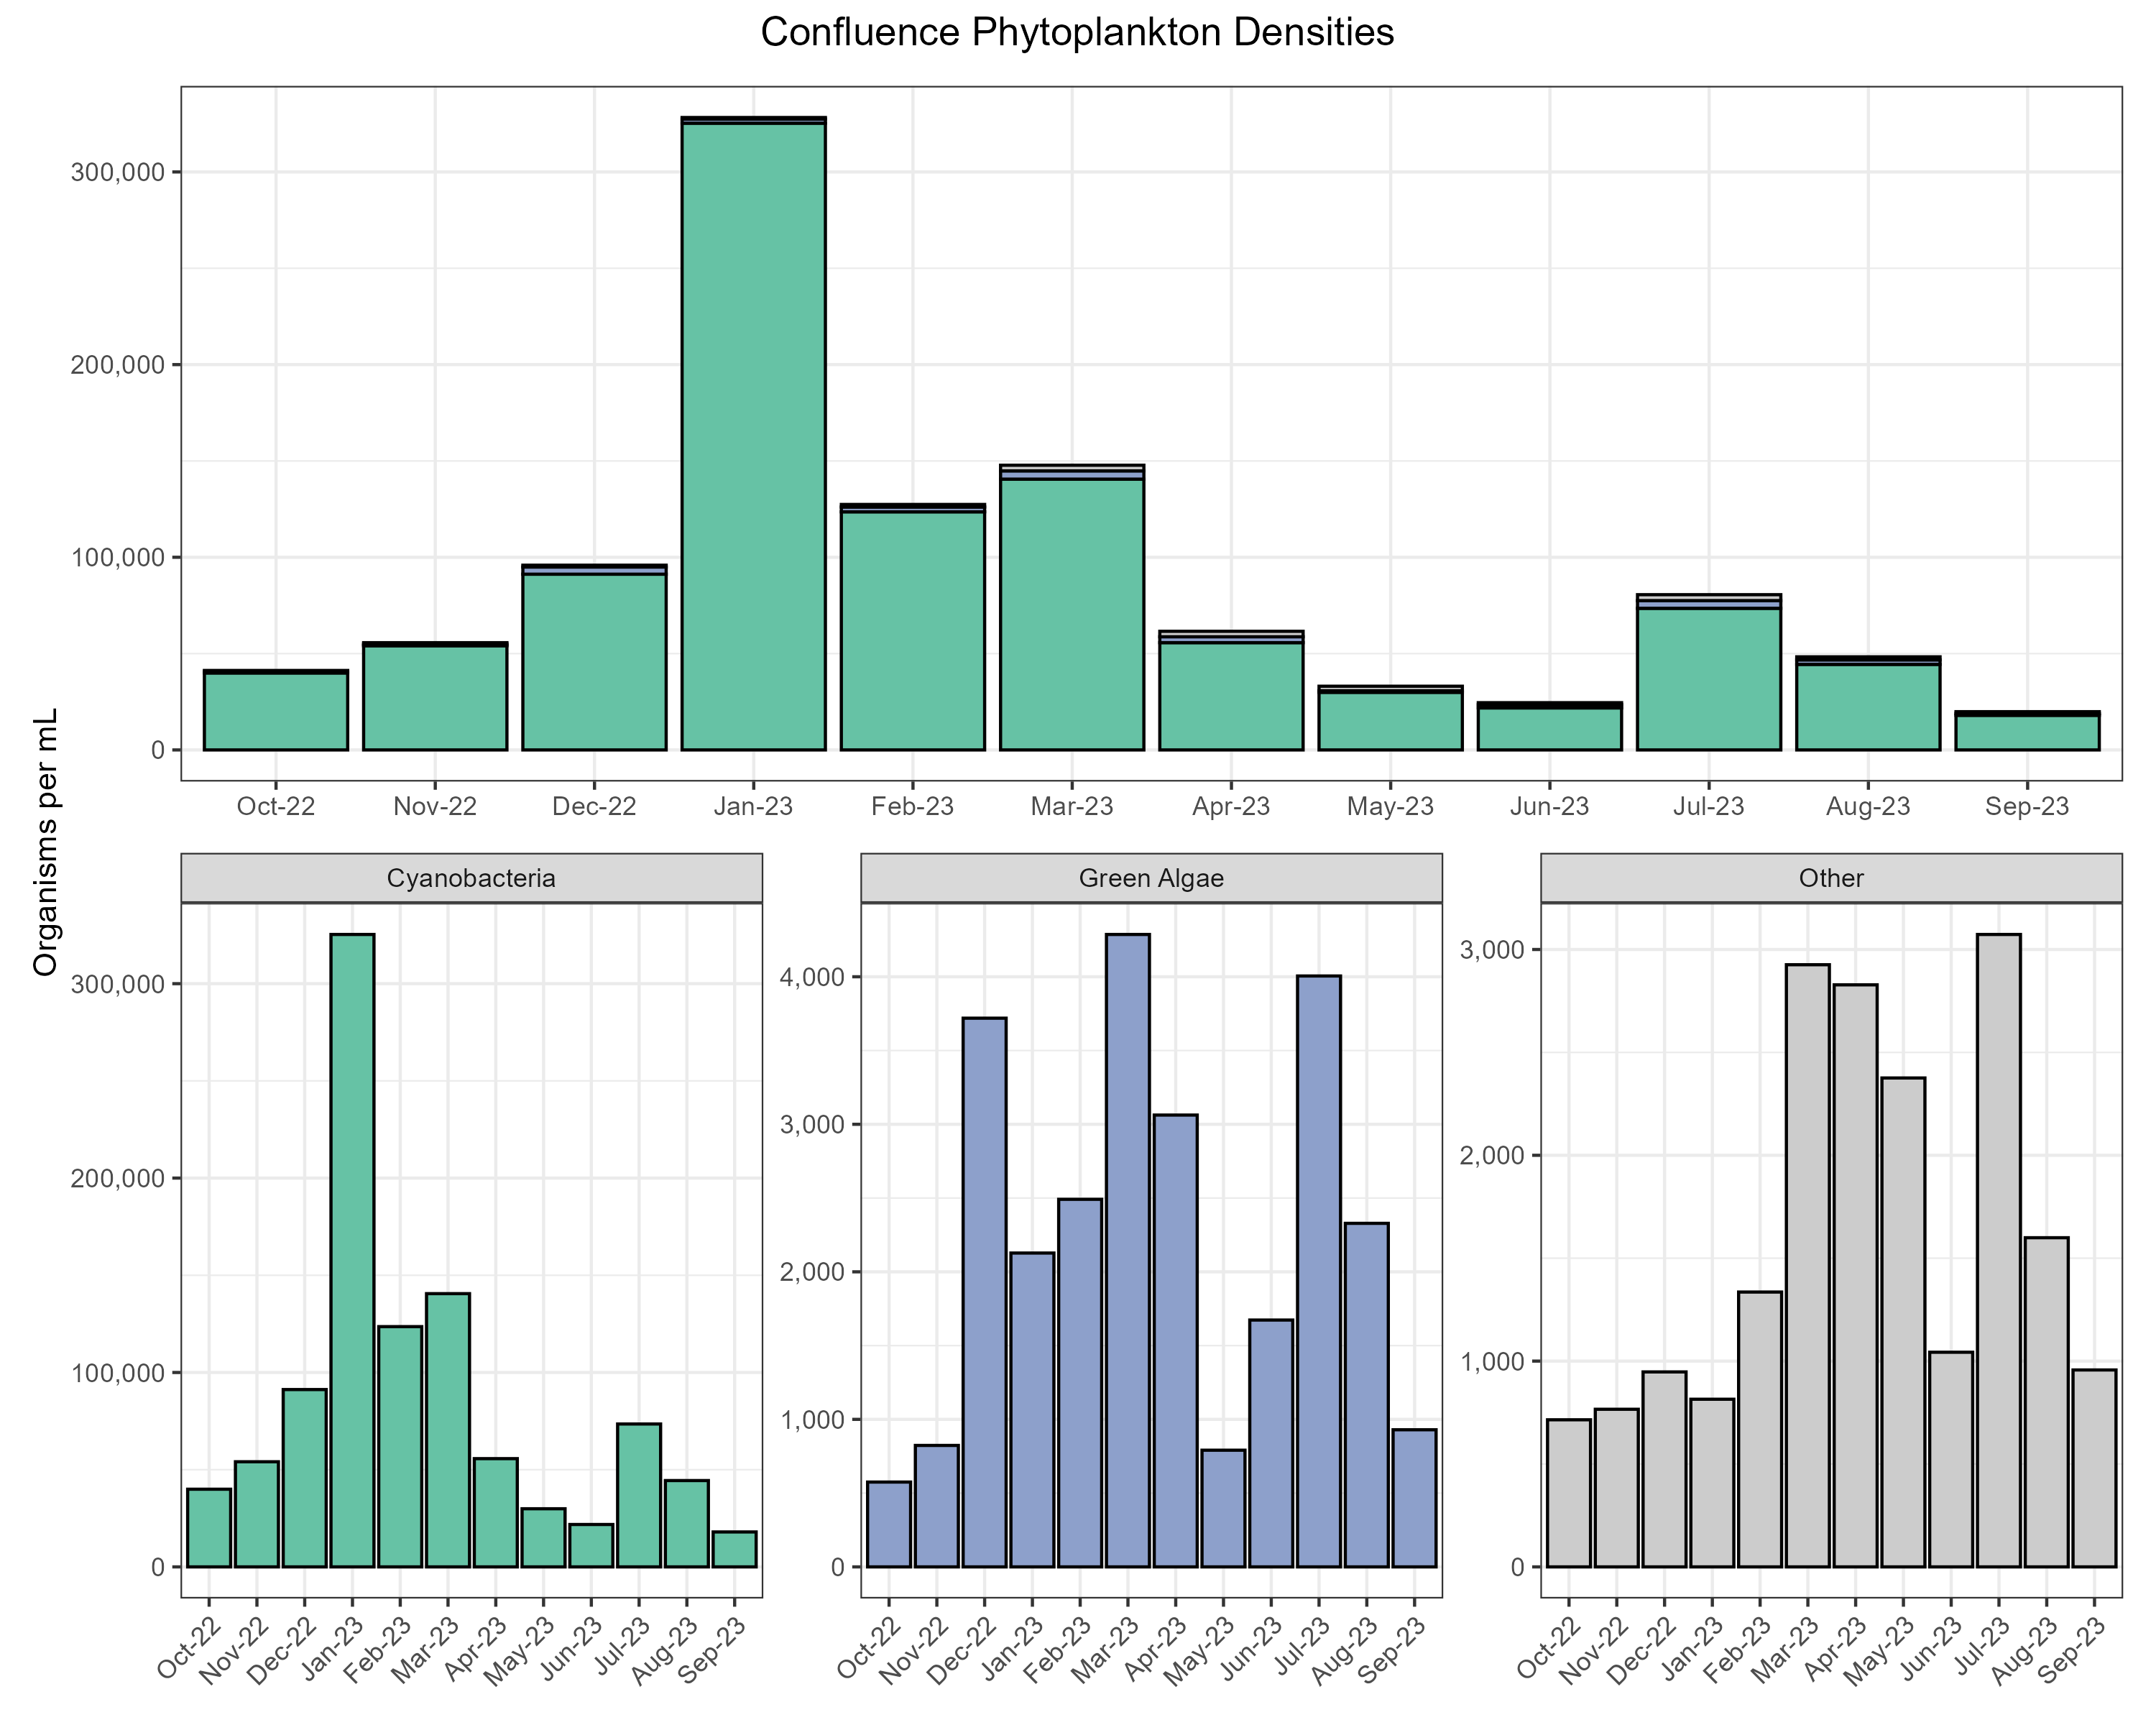 Confluence Phytoplankton Densities
Organisms per mL
300,000
200,000
100,000
0
Oct-22 Nov-22 Dec-22 Jan-23 Feb-23 Mar-23 Apr-23 May-23 Jun-23 Jul-23 Aug-23 Sep-23
Cyanobacteria
300,000
200,000
100,000
0
Oct-22 Nov-22 Dec-22 Jan-23 Feb-23 Mar-23 Apr-23 May-23 Jun-23 Jul-23 Aug-23 Sep-23
Green Algae
4,000
3,000
2,000
1,000
0
Oct-22 Nov-22 Dec-22 Jan-23 Feb-23 Mar-23 Apr-23 May-23 Jun-23 Jul-23 Aug-23 Sep-23
Other
3,000
2,000
1,000
0
Oct-22 Nov-22 Dec-22 Jan-23 Feb-23 Mar-23 Apr-23 May-23 Jun-23 Jul-23 Aug-23 Sep-23